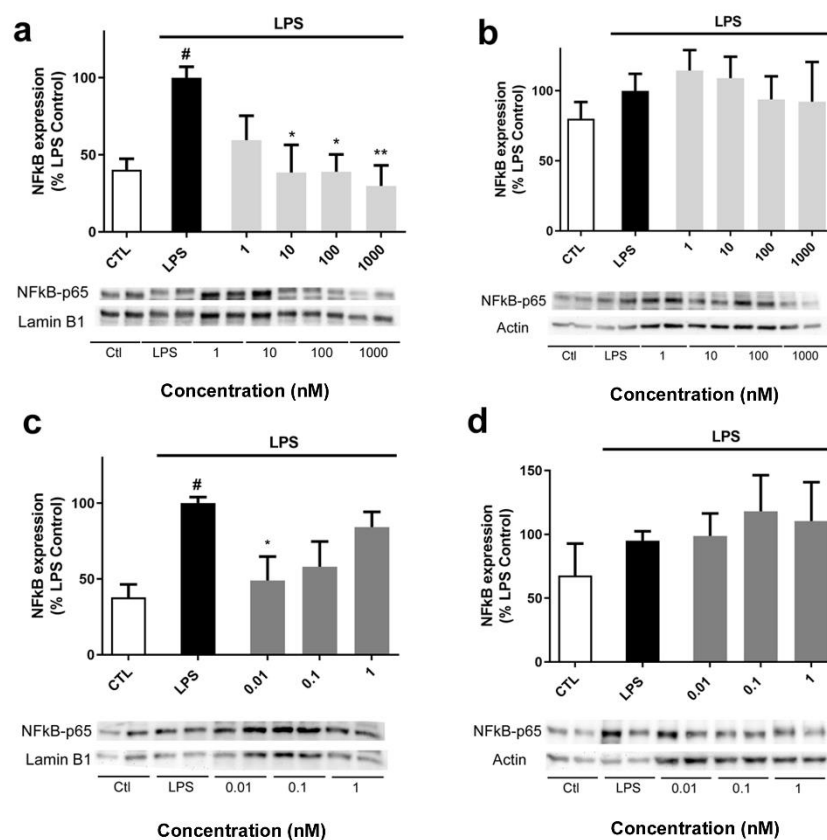 a
LPS
NFkB expression
(% LPS Control)
100
50
0
#
*
*
**
CTL
LPS
1
10
100
1000
NFkB-p65
Lamin B1
Ctl
LPS
1
10
100
1000
Concentration (nM)
b
LPS
NFkB expression
(% LPS Control)
100
50
0
CTL
LPS
1
10
100
1000
NFkB-p65
Actin
Ctl
LPS
1
10
100
1000
Concentration (nM)
c
LPS
NFkB expression
(% LPS Control)
100
50
0
#
*
CTL
LPS
0.01
0.1
1
NFkB-p65
Lamin B1
Ctl
LPS
0.01
0.1
1
Concentration (nM)
d
LPS
NFkB expression
(% LPS Control)
150
100
50
0
CTL
LPS
0.01
0.1
1
NFkB-p65
Actin
Ctl
LPS
0.01
0.1
1
Concentration (nM)